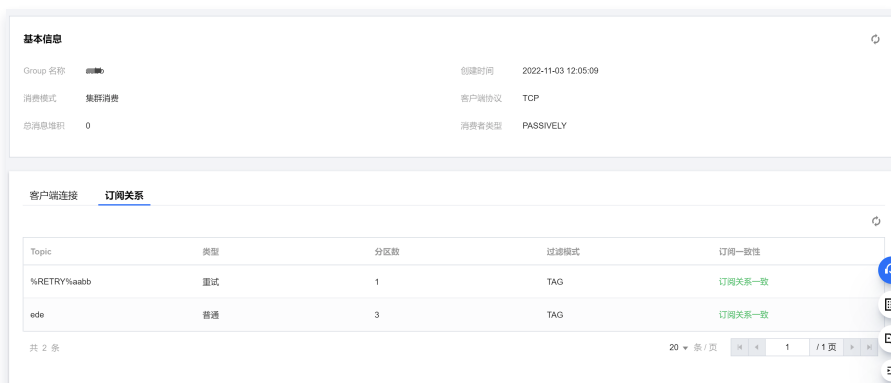 基本信息
Group 名称
创建时间 2022-11-03 12:05:09
消费模式 集群消费
客户端协议 TCP
总消息堆积 0
消费者类型 PASSIVELY
客户端连接 订阅关系
Topic 类型 分区数 过滤模式 订阅一致性
%RETRY%aabb 重试 1 TAG 订阅关系一致
ede 普通 3 TAG 订阅关系一致
共 2 条 20 条 / 页 1 / 1 页